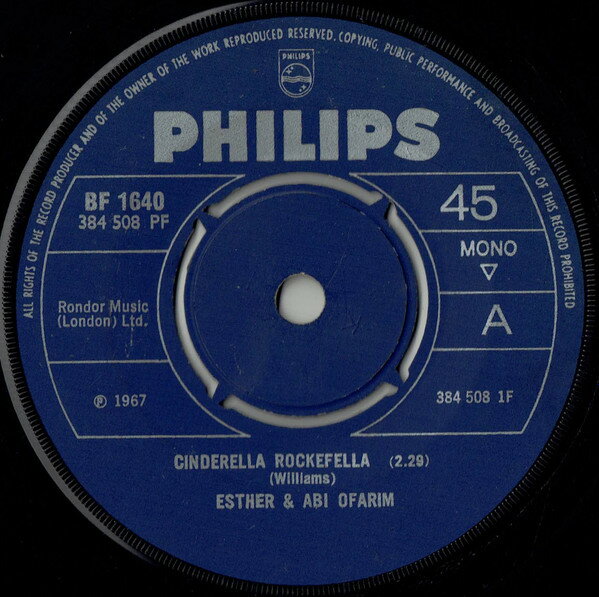 ALL RIGHTS OF THE RECORD PRODUCER AND OF THE OWNER OF THE WORK REPRODUCED RESERVED. COPYING, PUBLIC PERFORMANCE AND BROADCASTING OF THIS RECORD PROHIBITED
PHILIPS
PHILIPS
BF 1640
384 508 PF
45
MONO
Rondor Music
(London) Ltd.
A
℗ 1967
384 508 1F
CINDERELLA ROCKEFELLA (2.29)
(Williams)
ESTHER & ABI OFARIM